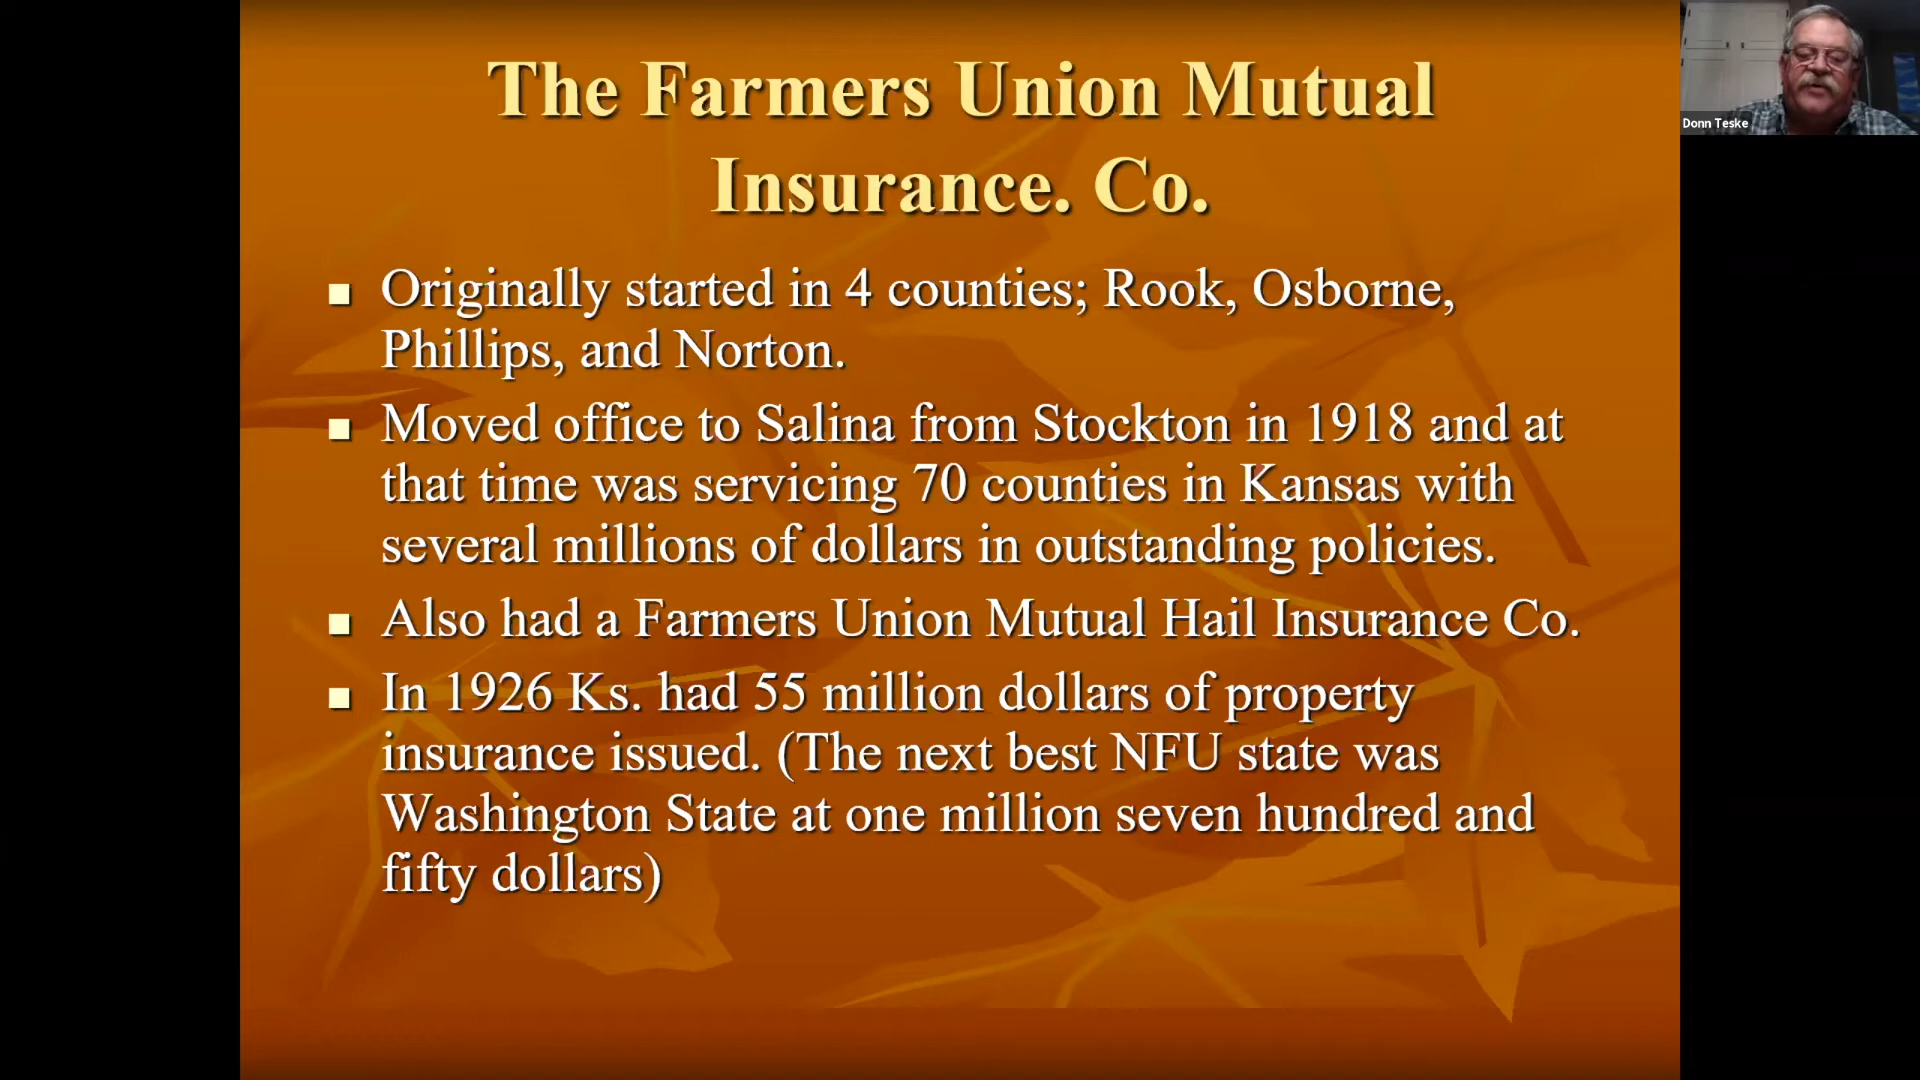 The Farmers Union Mutual
Insurance. Co.
Originally started in 4 counties; Rook, Osborne,
Phillips, and Norton.
Moved office to Salina from Stockton in 1918 and at
that time was servicing 70 counties in Kansas with
several millions of dollars in outstanding policies.
Also had a Farmers Union Mutual Hail Insurance Co.
In 1926 Ks. had 55 million dollars of property
insurance issued. (The next best NFU state was
Washington State at one million seven hundred and
fifty dollars)
Donn Teske